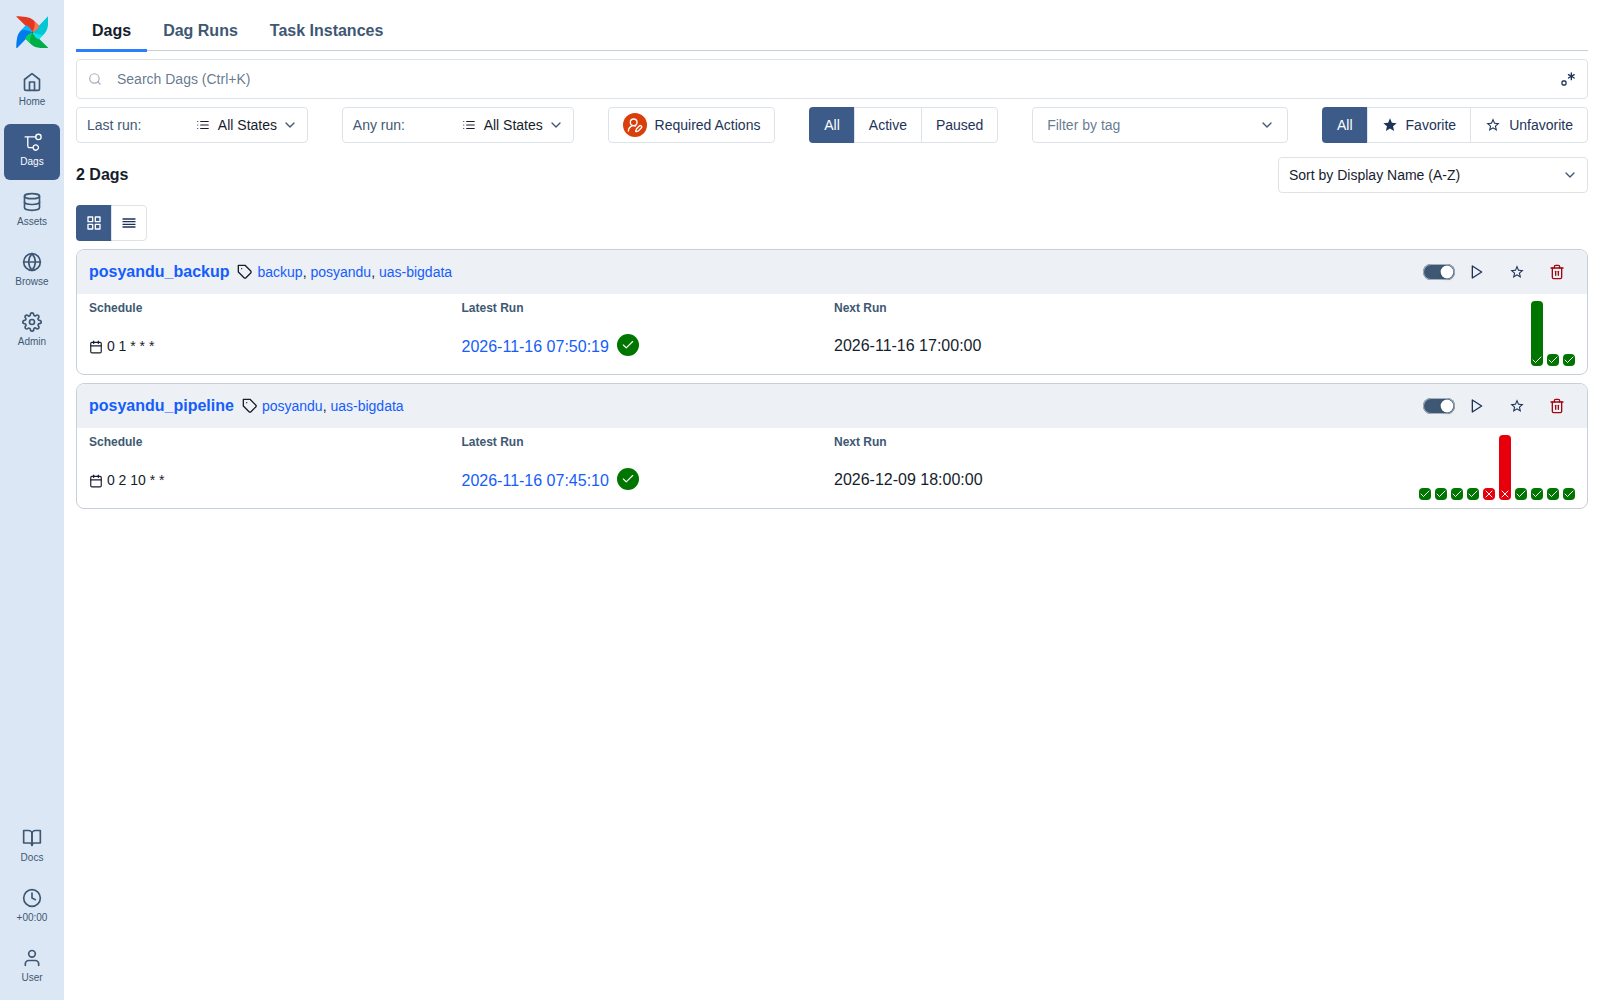 Dags Dag Runs Task Instances
Search Dags (Ctrl+K)
Last run: All States Any run: All States Required Actions All Active Paused Filter by tag All Favorite Unfavorite
2 Dags Sort by Display Name (A-Z)
posyandu_backup backup, posyandu, uas-bigdata
Schedule Latest Run Next Run
0 1 * * * 2026-11-16 07:50:19 2026-11-16 17:00:00
posyandu_pipeline posyandu, uas-bigdata
Schedule Latest Run Next Run
0 2 10 * * 2026-11-16 07:45:10 2026-12-09 18:00:00
Home
Dags
Assets
Browse
Admin
Docs
+00:00
User